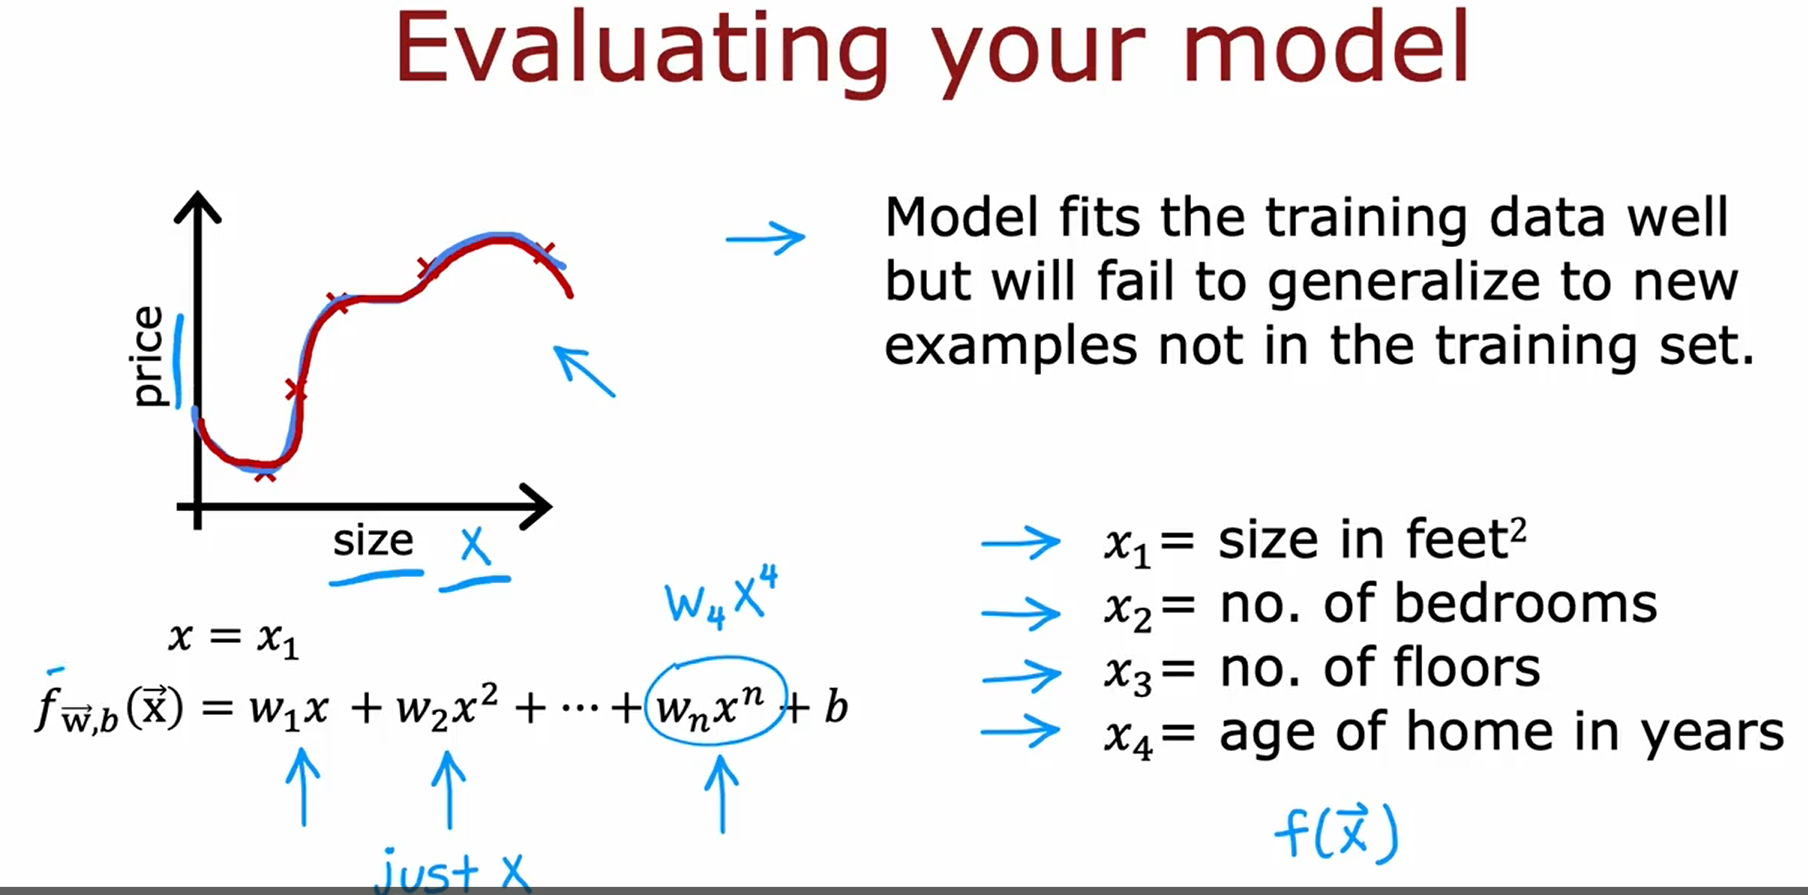 Evaluating your model
Model fits the training data well
but will fail to generalize to new
examples not in the training set.
price
size x
w₄x⁴
x = x₁
f w⃗,b (x⃗) = w₁x + w₂x² + ⋯ + wₙxⁿ + b
just x
x₁= size in feet²
x₂= no. of bedrooms
x₃= no. of floors
x₄= age of home in years
f(x⃗)